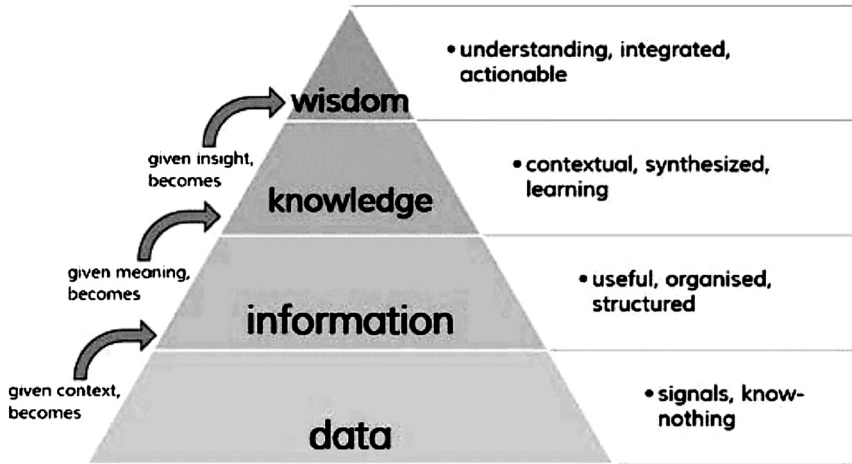 • understanding, integrated,
actionable
wisdom
given insight,
becomes
• contextual, synthesized,
learning
knowledge
given meaning,
becomes
• useful, organised,
structured
information
given context,
becomes
• signals, know-
nothing
data